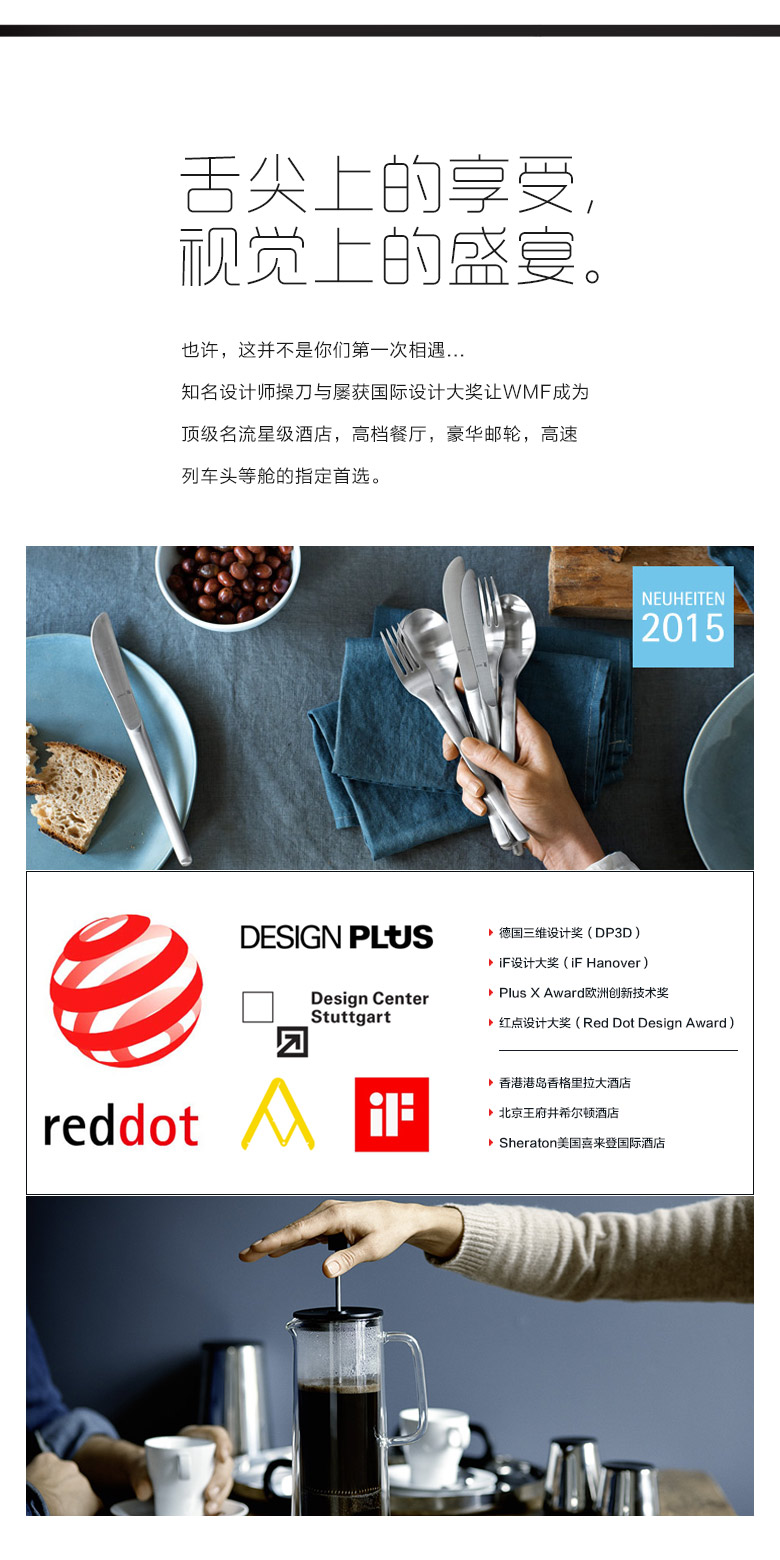 舌尖上的享受,
视觉上的盛宴。
也许，这并不是你们第一次相遇...
知名设计师操刀与屡获国际设计大奖让WMF成为
顶级名流星级酒店，高档餐厅，豪华邮轮，高速
列车头等舱的指定首选。
NEUHEITEN
2015
reddot
DESIGN PLUS
Design Center
Stuttgart
iF
德国三维设计奖（DP3D）
iF设计大奖（iF Hanover）
Plus X Award欧洲创新技术奖
红点设计大奖（Red Dot Design Award）
香港港岛香格里拉大酒店
北京王府井希尔顿酒店
Sheraton美国喜来登国际酒店